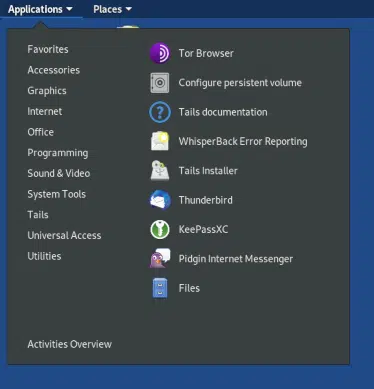 Applications Places
Favorites
Accessories
Graphics
Internet
Office
Programming
Sound & Video
System Tools
Tails
Universal Access
Utilities
Activities Overview
Tor Browser
Configure persistent volume
Tails documentation
WhisperBack Error Reporting
Tails Installer
Thunderbird
KeePassXC
Pidgin Internet Messenger
Files